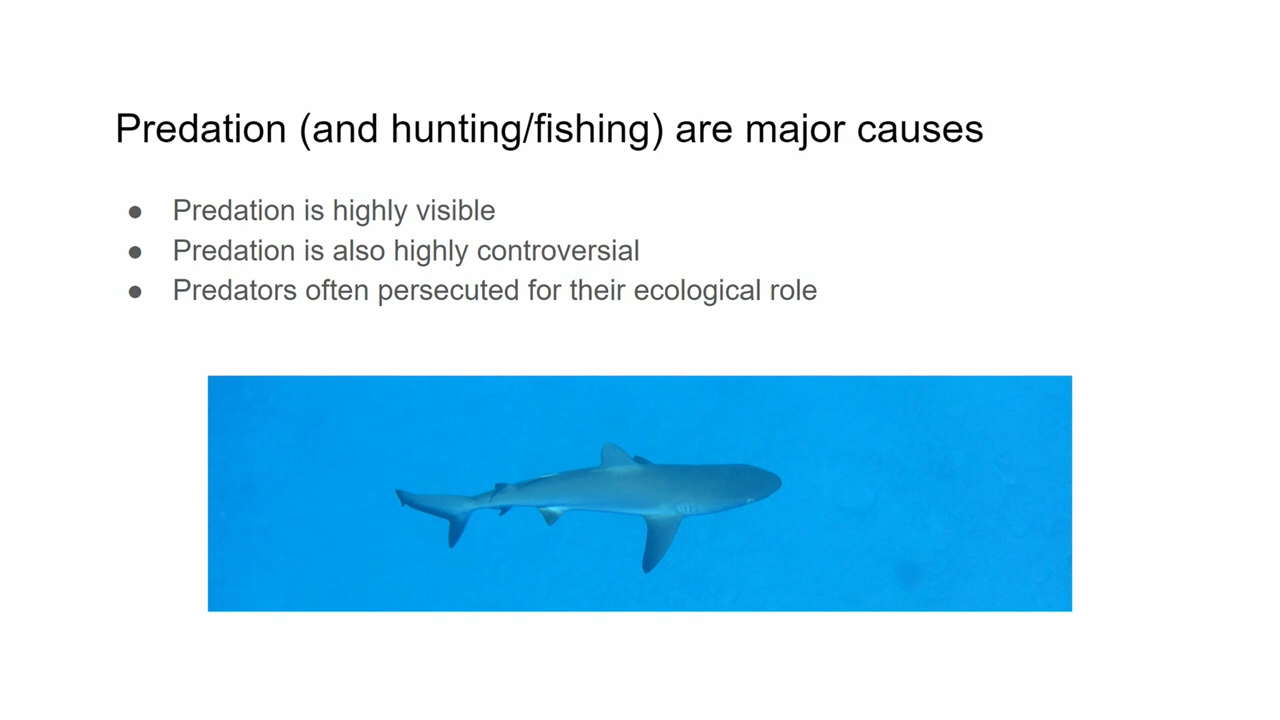 Predation (and hunting/fishing) are major causes
● Predation is highly visible
● Predation is also highly controversial
● Predators often persecuted for their ecological role